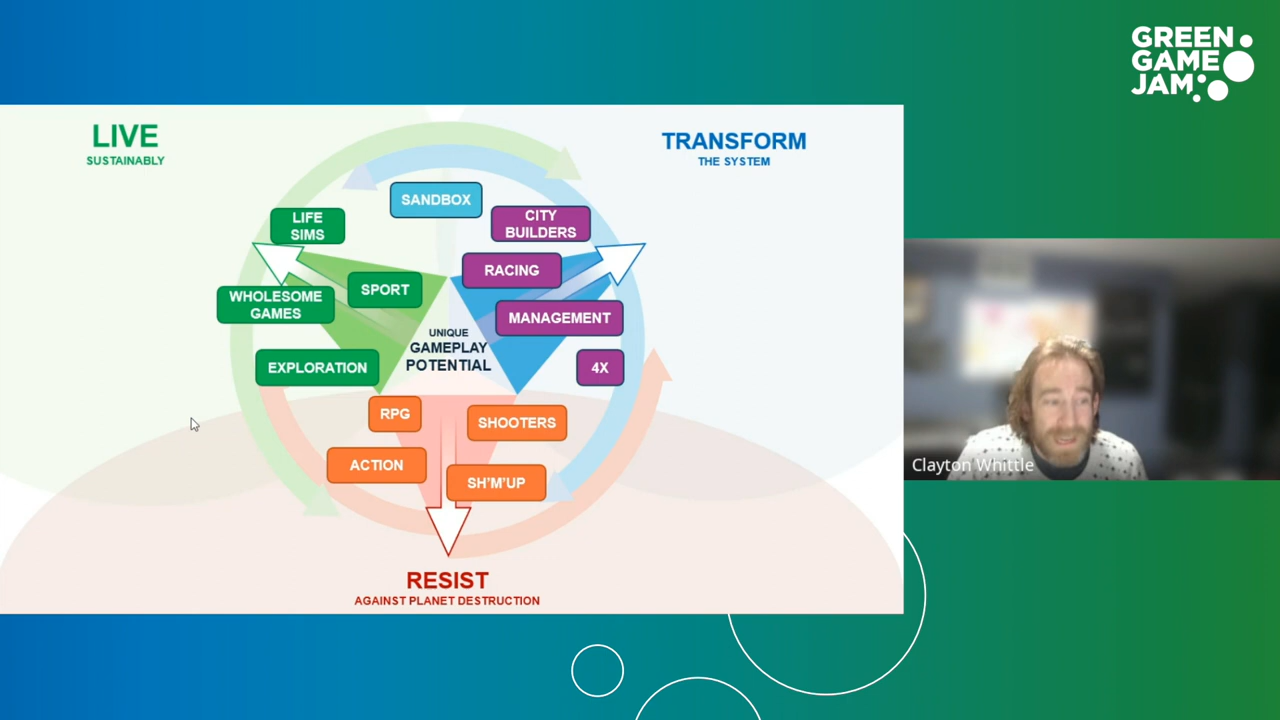 GREEN
GAME
JAM
LIVE
SUSTAINABLY
TRANSFORM
THE SYSTEM
SANDBOX
LIFE
SIMS
CITY
BUILDERS
RACING
SPORT
WHOLESOME
GAMES
MANAGEMENT
UNIQUE
GAMEPLAY
POTENTIAL
EXPLORATION
4X
RPG
SHOOTERS
ACTION
SH'M'UP
RESIST
AGAINST PLANET DESTRUCTION
Clayton Whittle